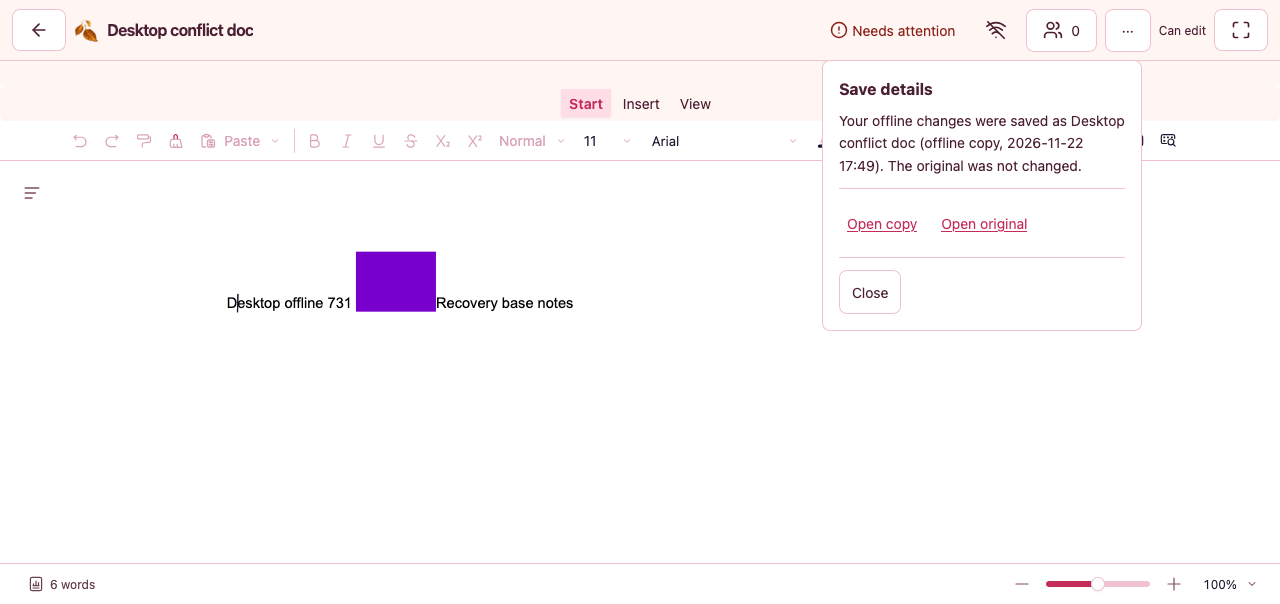 Desktop conflict doc
Needs attention
0
...
Can edit
Save details
Your offline changes were saved as Desktop
conflict doc (offline copy, 2026-11-22
17:49). The original was not changed.
Open copy Open original
Close
Start Insert View
Paste B I U S X₂ X² Normal 11 Arial
Desktop offline 731 Recovery base notes
6 words
100%